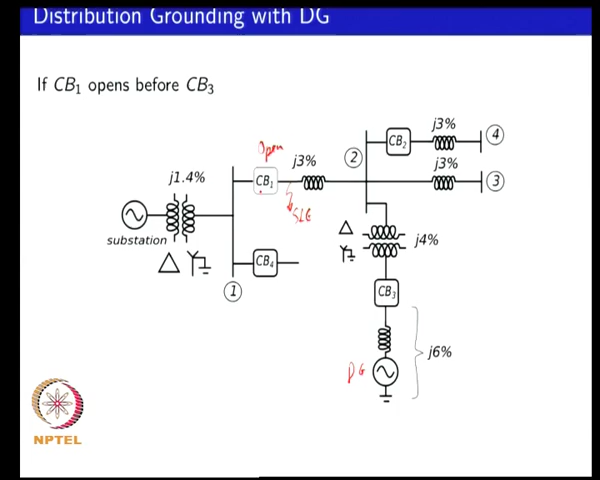 Distribution Grounding with DG
If CB1 opens before CB3
Open
j3%
CB2
j3%
4
2
j1.4%
CB1
j3%
3
SLG
substation
Δ
Y
Δ
Y
j4%
CB4
1
CB3
DG
j6%
NPTEL